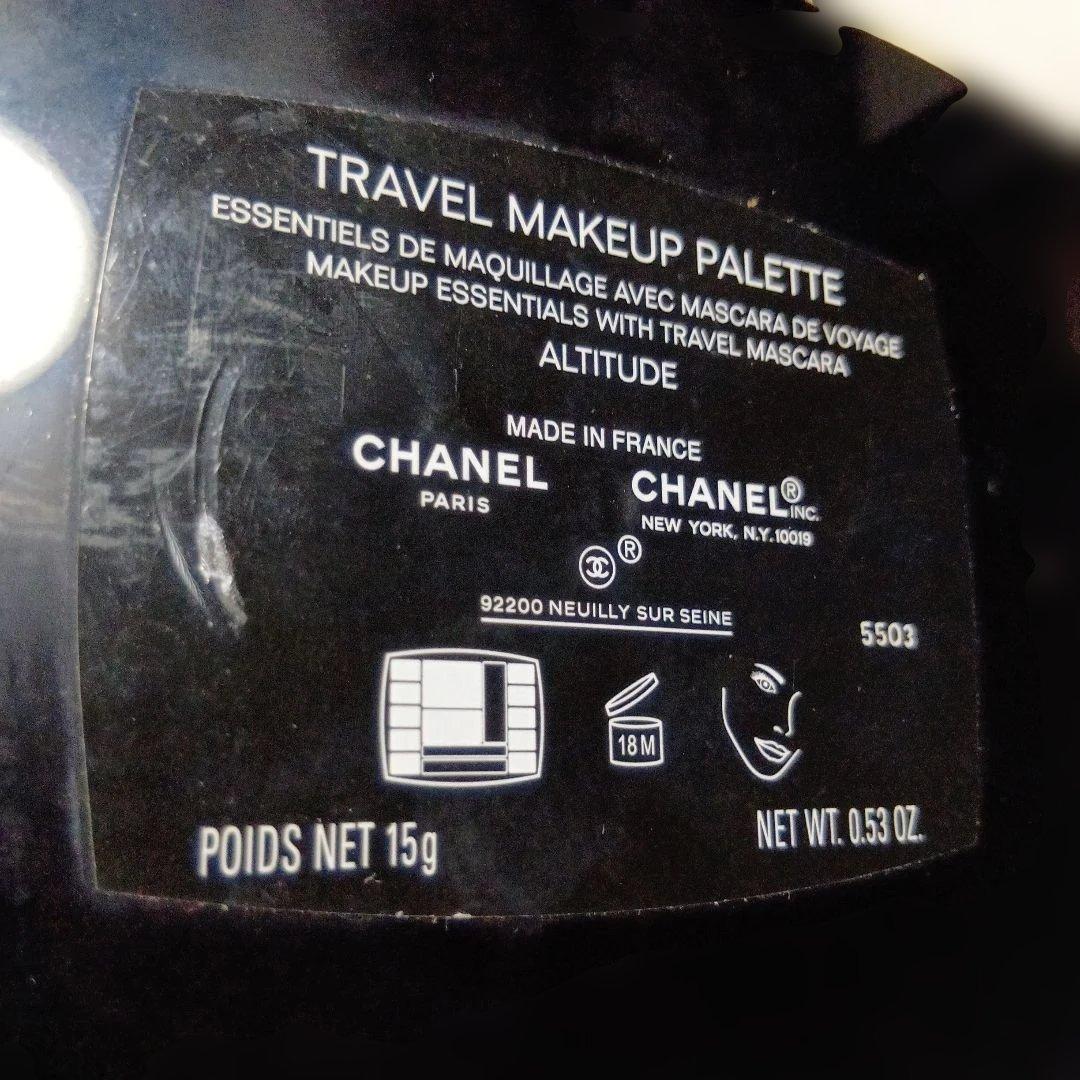 TRAVEL MAKEUP PALETTE
ESSENTIELS DE MAQUILLAGE AVEC MASCARA DE VOYAGE
MAKEUP ESSENTIALS WITH TRAVEL MASCARA
ALTITUDE
MADE IN FRANCE
CHANEL
PARIS
CHANEL® INC.
NEW YORK, N.Y. 10019
®
92200 NEUILLY SUR SEINE
5503
18 M
POIDS NET 15g
NET WT. 0.53 OZ.